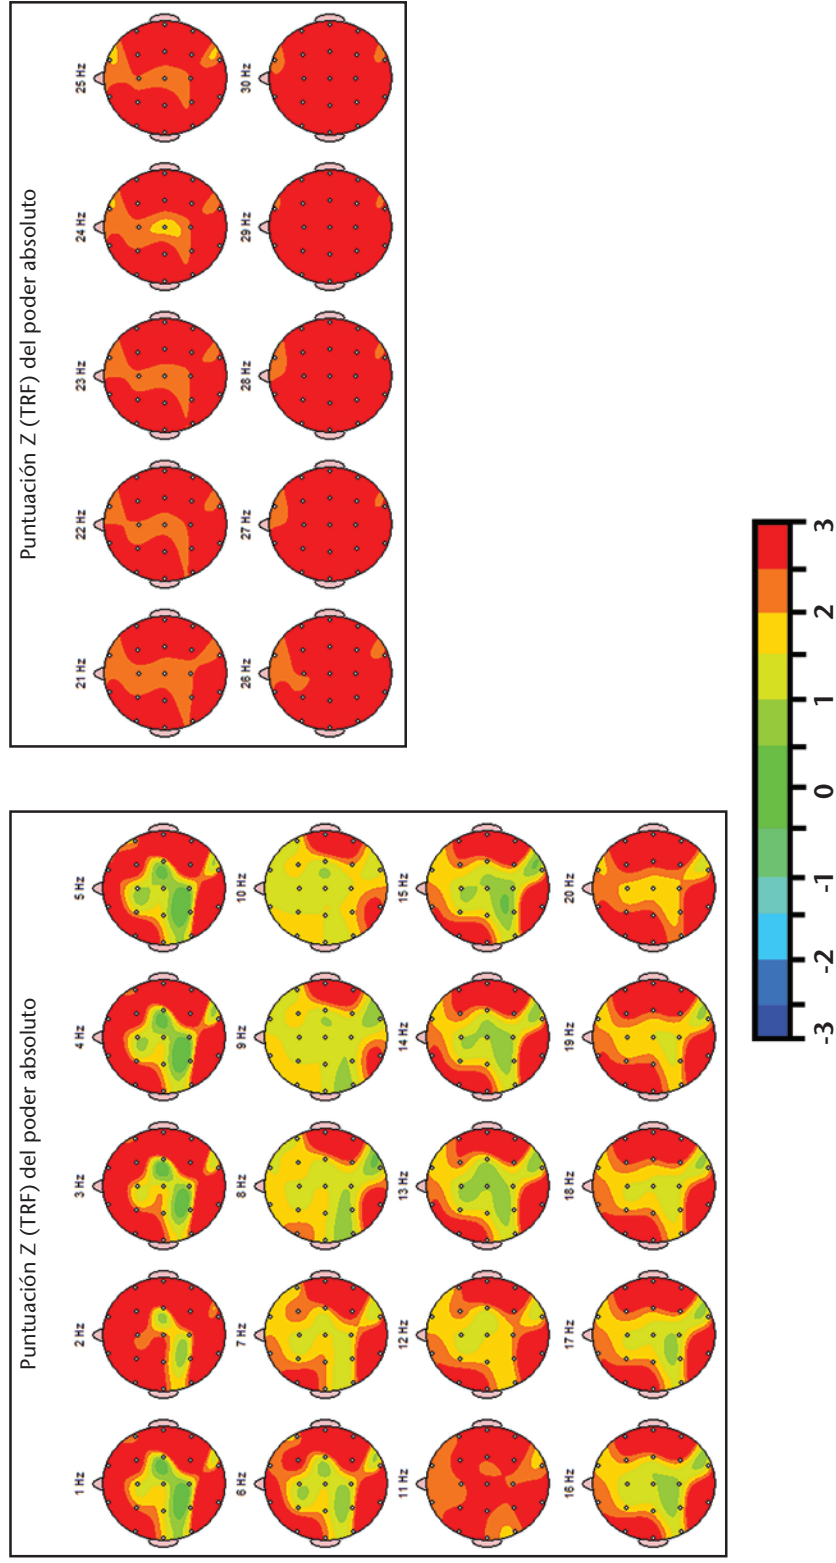 Puntuación Z (TRF) del poder absoluto
1 Hz 2 Hz 3 Hz 4 Hz 5 Hz
6 Hz 7 Hz 8 Hz 9 Hz 10 Hz
11 Hz 12 Hz 13 Hz 14 Hz 15 Hz
16 Hz 17 Hz 18 Hz 19 Hz 20 Hz
Puntuación Z (TRF) del poder absoluto
21 Hz 22 Hz 23 Hz 24 Hz 25 Hz
26 Hz 27 Hz 28 Hz 29 Hz 30 Hz
-3 -2 -1 0 1 2 3